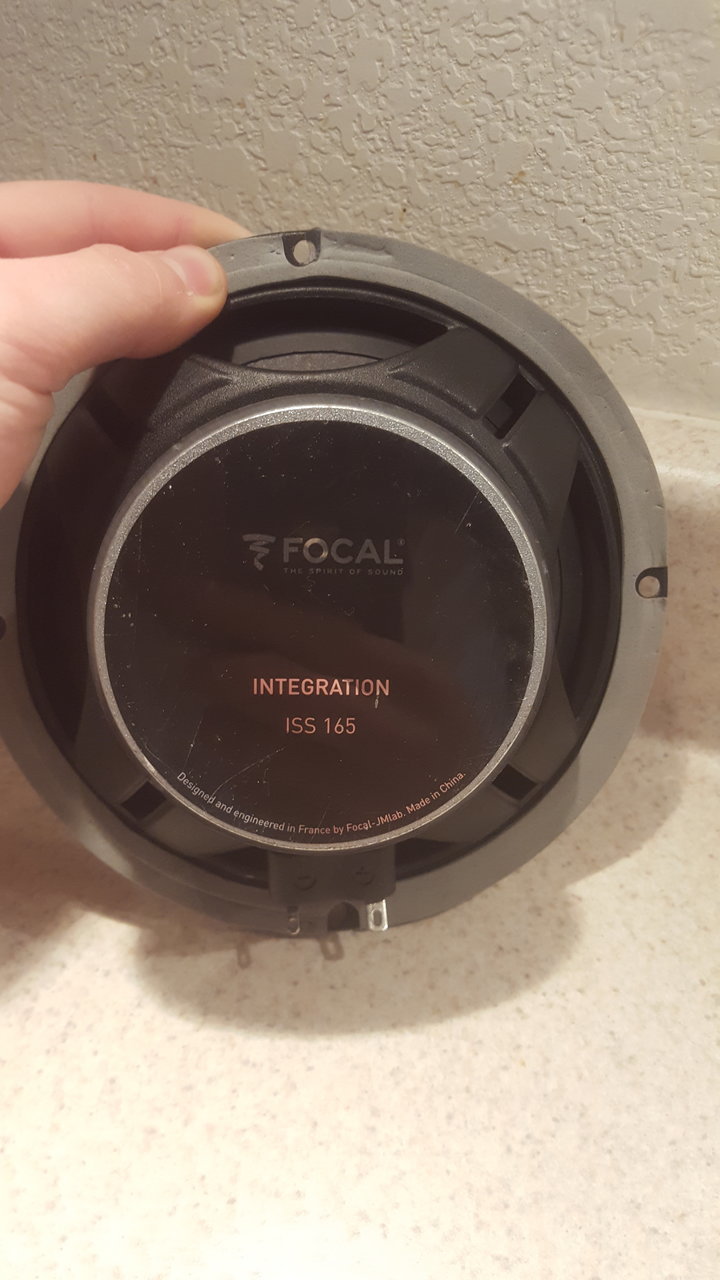 FOCAL®
THE SPIRIT OF SOUND
INTEGRATION
ISS 165
Designed and engineered in France by Focal-JMlab. Made in China.